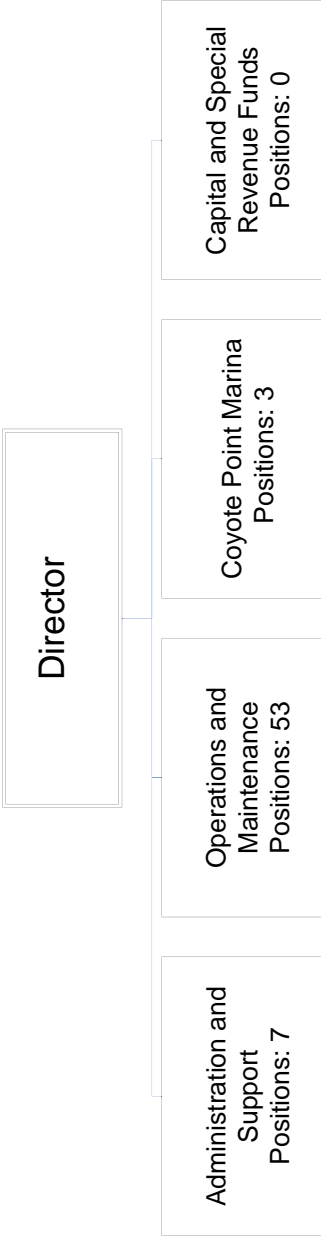 Director
Administration and
Support
Positions: 7
Operations and
Maintenance
Positions: 53
Coyote Point Marina
Positions: 3
Capital and Special
Revenue Funds
Positions: 0